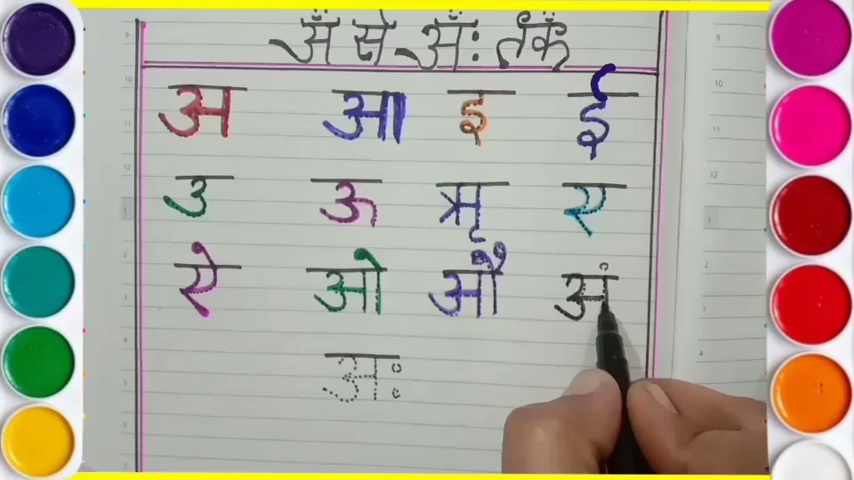 अँ से अँः तक
अ आ इ ई
उ ऊ ऋ ए
ऐ ओ औ अं
अः